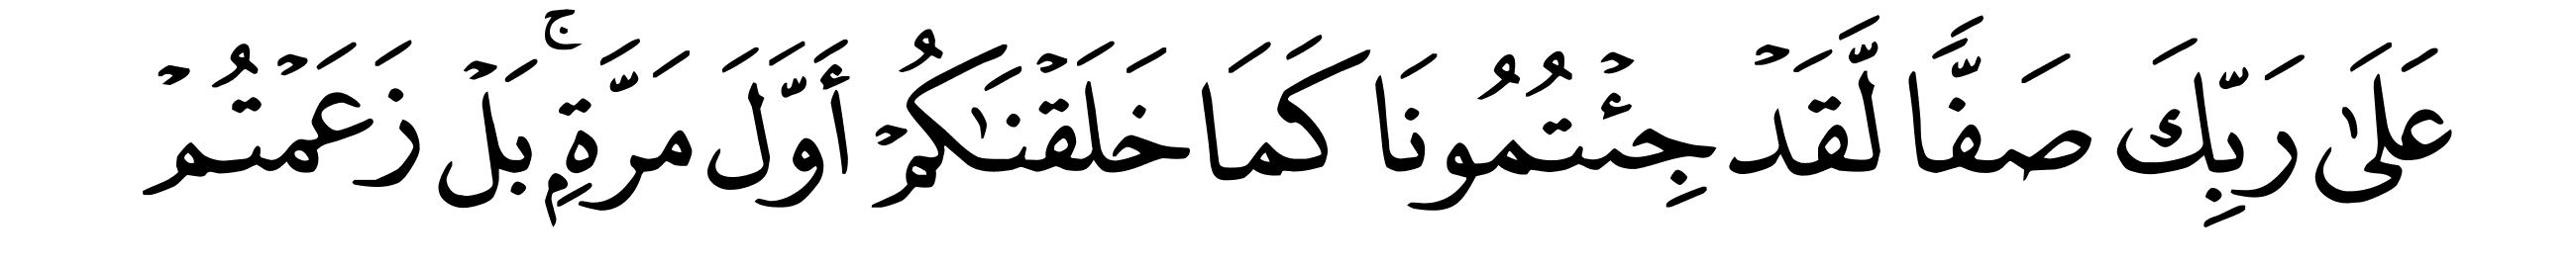 عَلَىٰ رَبِّكَ صَفًّا لَّقَدۡ جِئۡتُمُونَا كَمَا خَلَقۡنَٰكُمۡ أَوَّلَ مَرَّةِۭۚ بَلۡ زَعَمۡتُمۡ